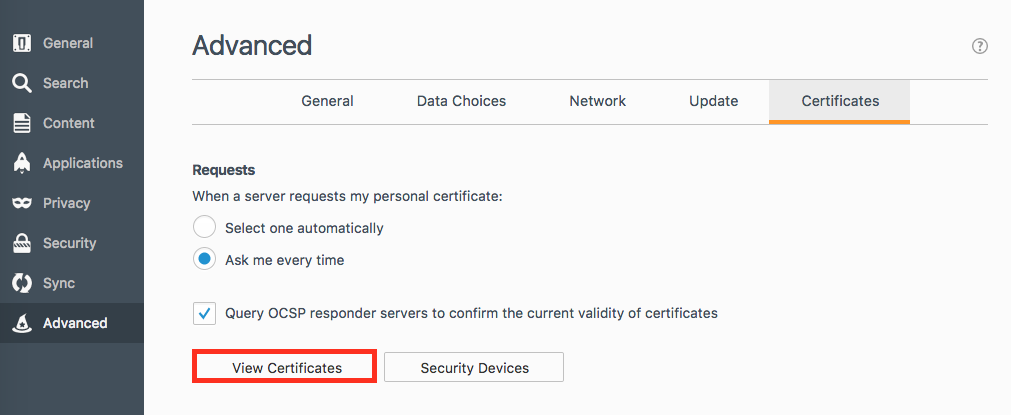 General
Search
Content
Applications
Privacy
Security
Sync
Advanced
Advanced
?
General
Data Choices
Network
Update
Certificates
Requests
When a server requests my personal certificate:
Select one automatically
Ask me every time
Query OCSP responder servers to confirm the current validity of certificates
View Certificates
Security Devices